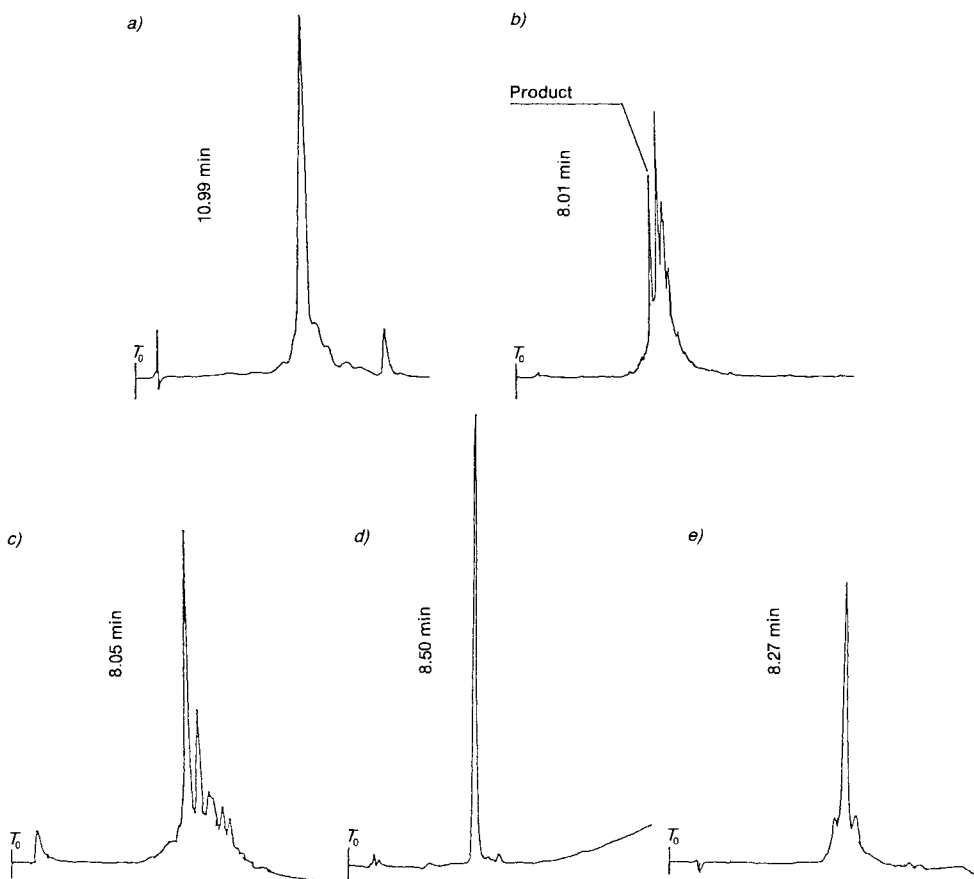 a)
10.99 min
T₀
b)
Product
8.01 min
T₀
c)
8.05 min
T₀
d)
8.50 min
T₀
e)
8.27 min
T₀